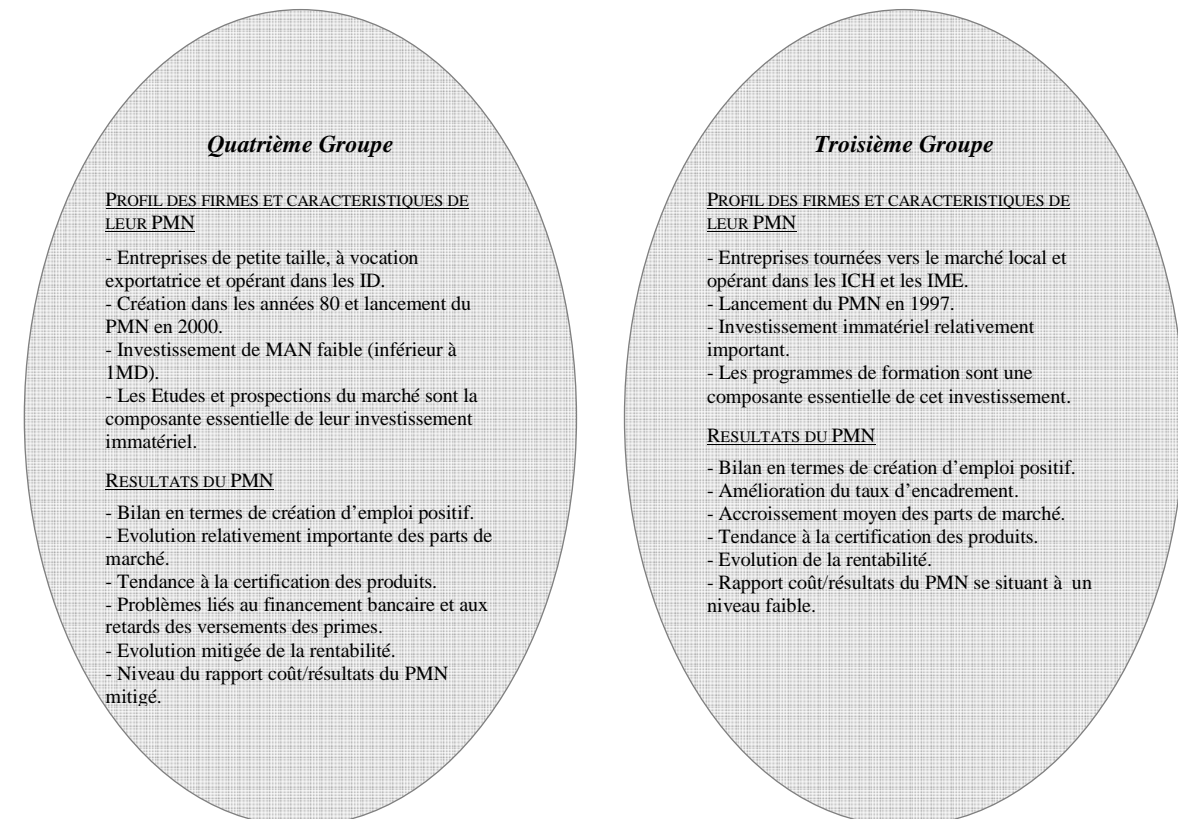 Quatrième Groupe
PROFIL DES FIRMES ET CARACTERISTIQUES DE
LEUR PMN
- Entreprises de petite taille, à vocation
exportatrice et opérant dans les ID.
- Création dans les années 80 et lancement du
PMN en 2000.
- Investissement de MAN faible (inférieur à
1MD).
- Les Etudes et prospections du marché sont la
composante essentielle de leur investissement
immatériel.
RESULTATS DU PMN
- Bilan en termes de création d’emploi positif.
- Evolution relativement importante des parts de
marché.
- Tendance à la certification des produits.
- Problèmes liés au financement bancaire et aux
retards des versements des primes.
- Evolution mitigée de la rentabilité.
- Niveau du rapport coût/résultats du PMN
mitigé.
Troisième Groupe
PROFIL DES FIRMES ET CARACTERISTIQUES DE
LEUR PMN
- Entreprises tournées vers le marché local et
opérant dans les ICH et les IME.
- Lancement du PMN en 1997.
- Investissement immatériel relativement
important.
- Les programmes de formation sont une
composante essentielle de cet investissement.
RESULTATS DU PMN
- Bilan en termes de création d’emploi positif.
- Amélioration du taux d’encadrement.
- Accroissement moyen des parts de marché.
- Tendance à la certification des produits.
- Evolution de la rentabilité.
- Rapport coût/résultats du PMN se situant à un
niveau faible.